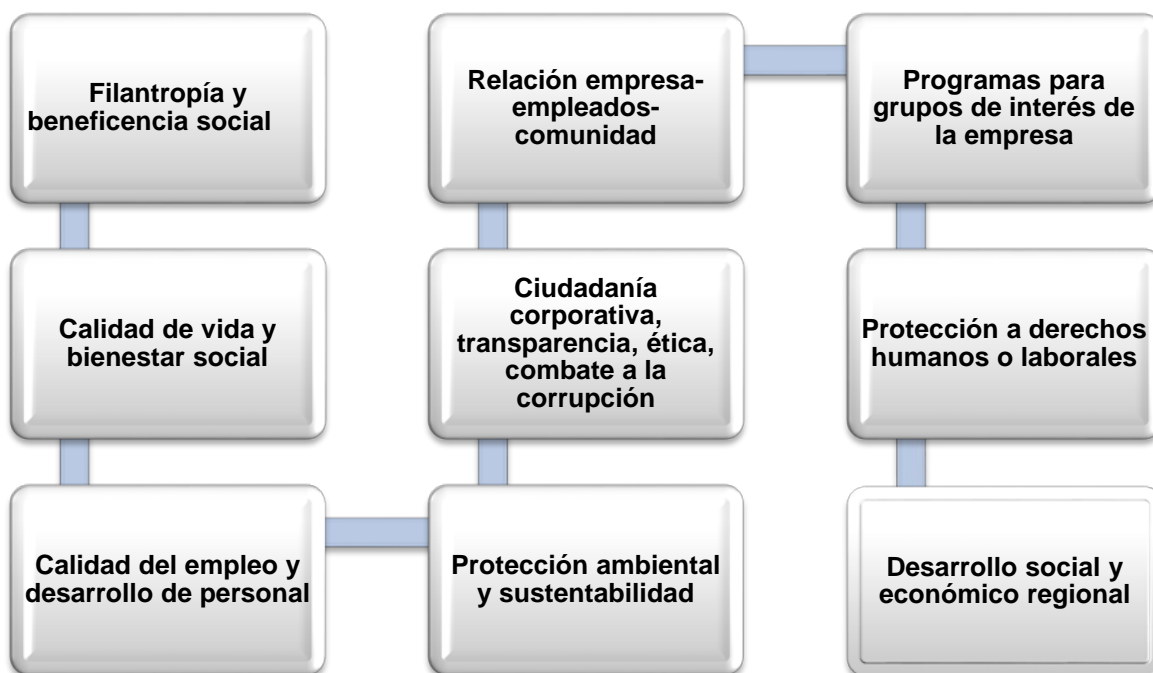 Filantropía y
beneficencia social
Calidad de vida y
bienestar social
Calidad del empleo y
desarrollo de personal
Protección ambiental
y sustentabilidad
Ciudadanía
corporativa,
transparencia, ética,
combate a la
corrupción
Relación empresa-
empleados-
comunidad
Programas para
grupos de interés de
la empresa
Protección a derechos
humanos o laborales
Desarrollo social y
económico regional